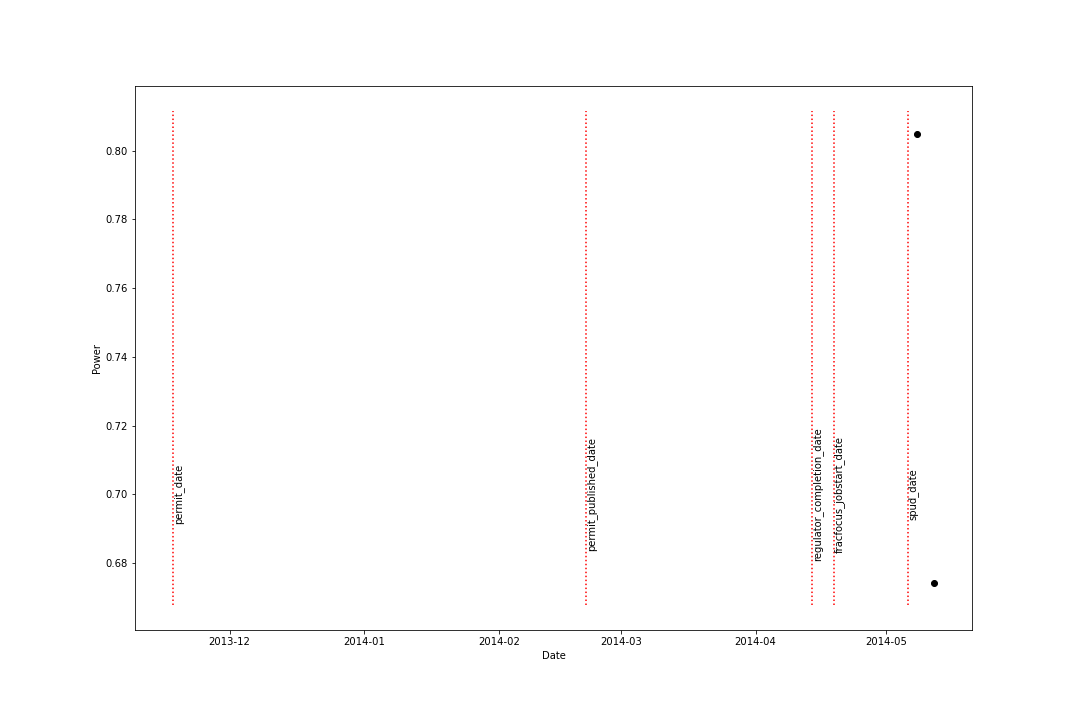 0.80
0.78
0.76
0.74
0.72
0.70
0.68
Power
permit_date
permit_published_date
regulator_completion_date
fracfocus_jobstart_date
spud_date
2013-12
2014-01
2014-02
2014-03
2014-04
2014-05
Date